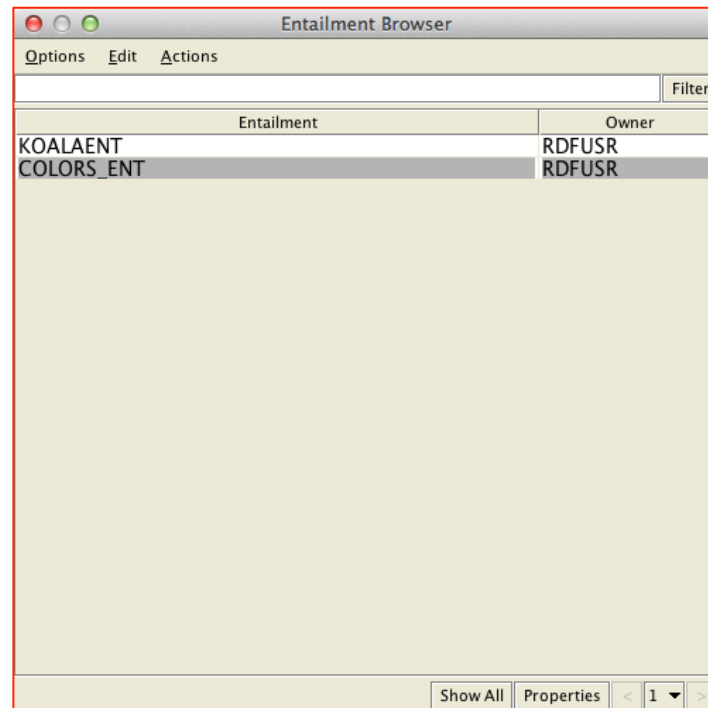 Entailment Browser
Options Edit Actions
Filter
Entailment Owner
KOALAENT RDFUSR
COLORS_ENT RDFUSR
Show All Properties < 1 >